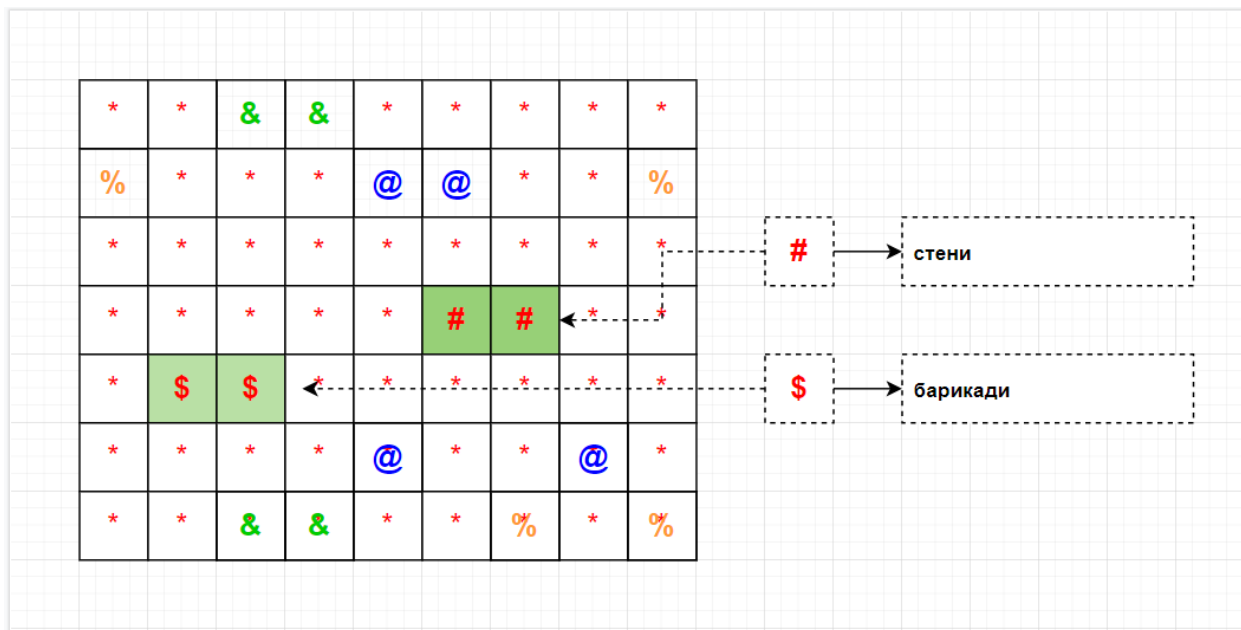 * * & & * * * * *
% * * * @ @ * * %
* * * * * * * * *
# стени
* * * * * # # * *
* $ $ * * * * * *
$ барикади
* * * * @ * * @ *
* * & & * * % * %